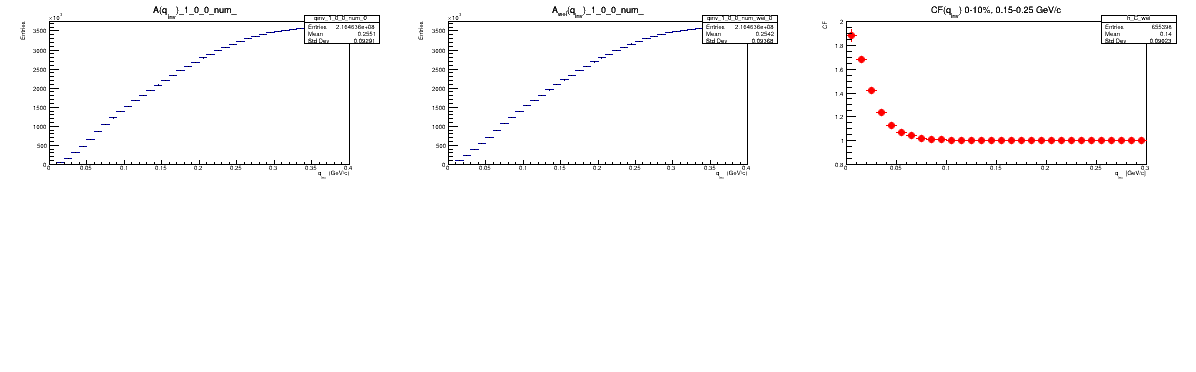 A(q_inv)_1_0_0_num_
×10³
Entries
qinv_1_0_0_num_0
Entries 2.164636e+08
Mean 0.2551
Std Dev 0.09291
3500
3000
2500
2000
1500
1000
500
0
0 0.05 0.1 0.15 0.2 0.25 0.3 0.35 0.4
q_inv (GeV/c)
A_wei(q_inv)_1_0_0_num_
×10³
Entries
qinv_1_0_0_num_wei_0
Entries 2.164636e+08
Mean 0.2542
Std Dev 0.09368
3500
3000
2500
2000
1500
1000
500
0
0 0.05 0.1 0.15 0.2 0.25 0.3 0.35 0.4
q_inv (GeV/c)
CF(q_inv) 0-10%, 0.15-0.25 GeV/c
CF
h_C_wei
Entries 655396
Mean 0.14
Std Dev 0.09023
2
1.8
1.6
1.4
1.2
1
0.8
0 0.05 0.1 0.15 0.2 0.25 0.3
q_inv [GeV/c]